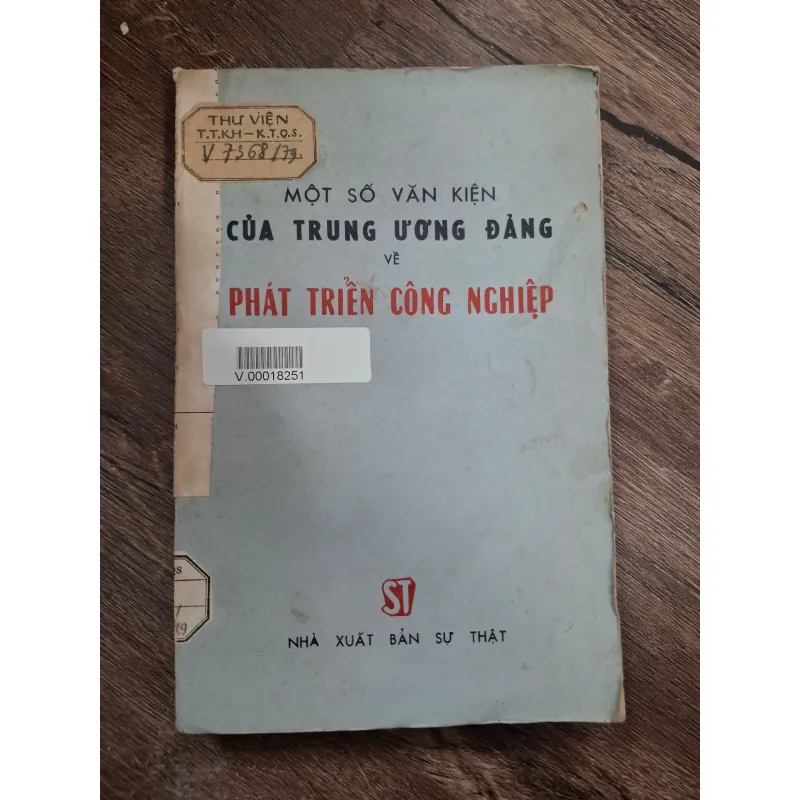 THƯ VIỆN
T.T.KH-K.T.Q.S.
V 7368/79
MỘT SỐ VĂN KIỆN
CỦA TRUNG ƯƠNG ĐẢNG
VỀ
PHÁT TRIỂN CÔNG NGHIỆP
V.00018251
QS
ST
NHÀ XUẤT BẢN SỰ THẬT